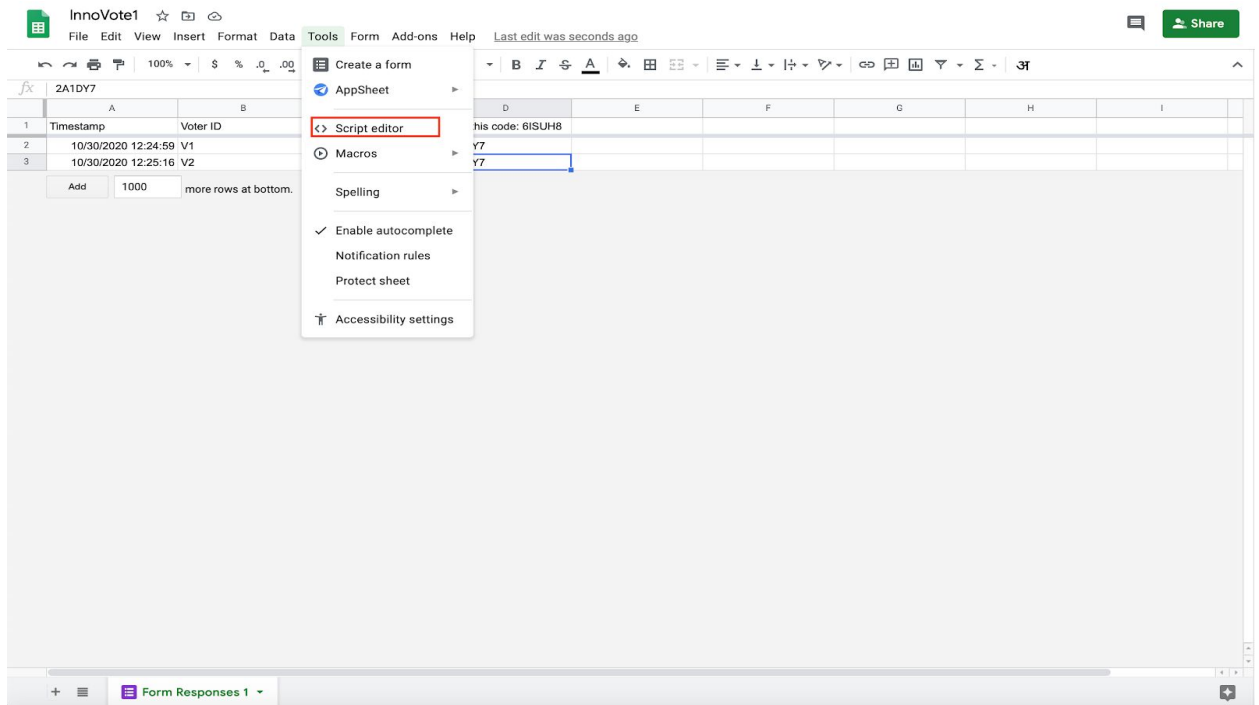 InnoVote1
File Edit View Insert Format Data Tools Form Add-ons Help Last edit was seconds ago
Share
100% $ % .0 .00 B I S A अ
fx 2A1DY7
A B D E F G H I
1 Timestamp Voter ID this code: 6ISUH8
2 10/30/2020 12:24:59 V1 Y7
3 10/30/2020 12:25:16 V2 Y7
Add 1000 more rows at bottom.
Create a form
AppSheet
Script editor
Macros
Spelling
Enable autocomplete
Notification rules
Protect sheet
Accessibility settings
Form Responses 1